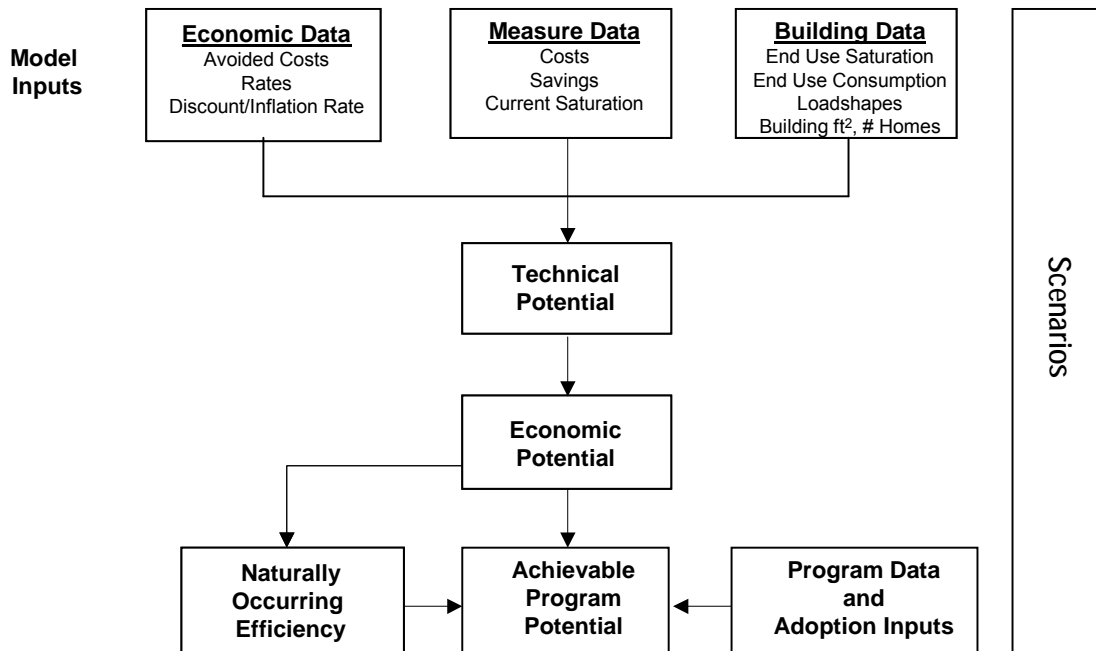 Model
Inputs
Economic Data
Avoided Costs
Rates
Discount/Inflation Rate
Measure Data
Costs
Savings
Current Saturation
Building Data
End Use Saturation
End Use Consumption
Loadshapes
Building ft², # Homes
Technical
Potential
Economic
Potential
Naturally
Occurring
Efficiency
Achievable
Program
Potential
Program Data
and
Adoption Inputs
Scenarios